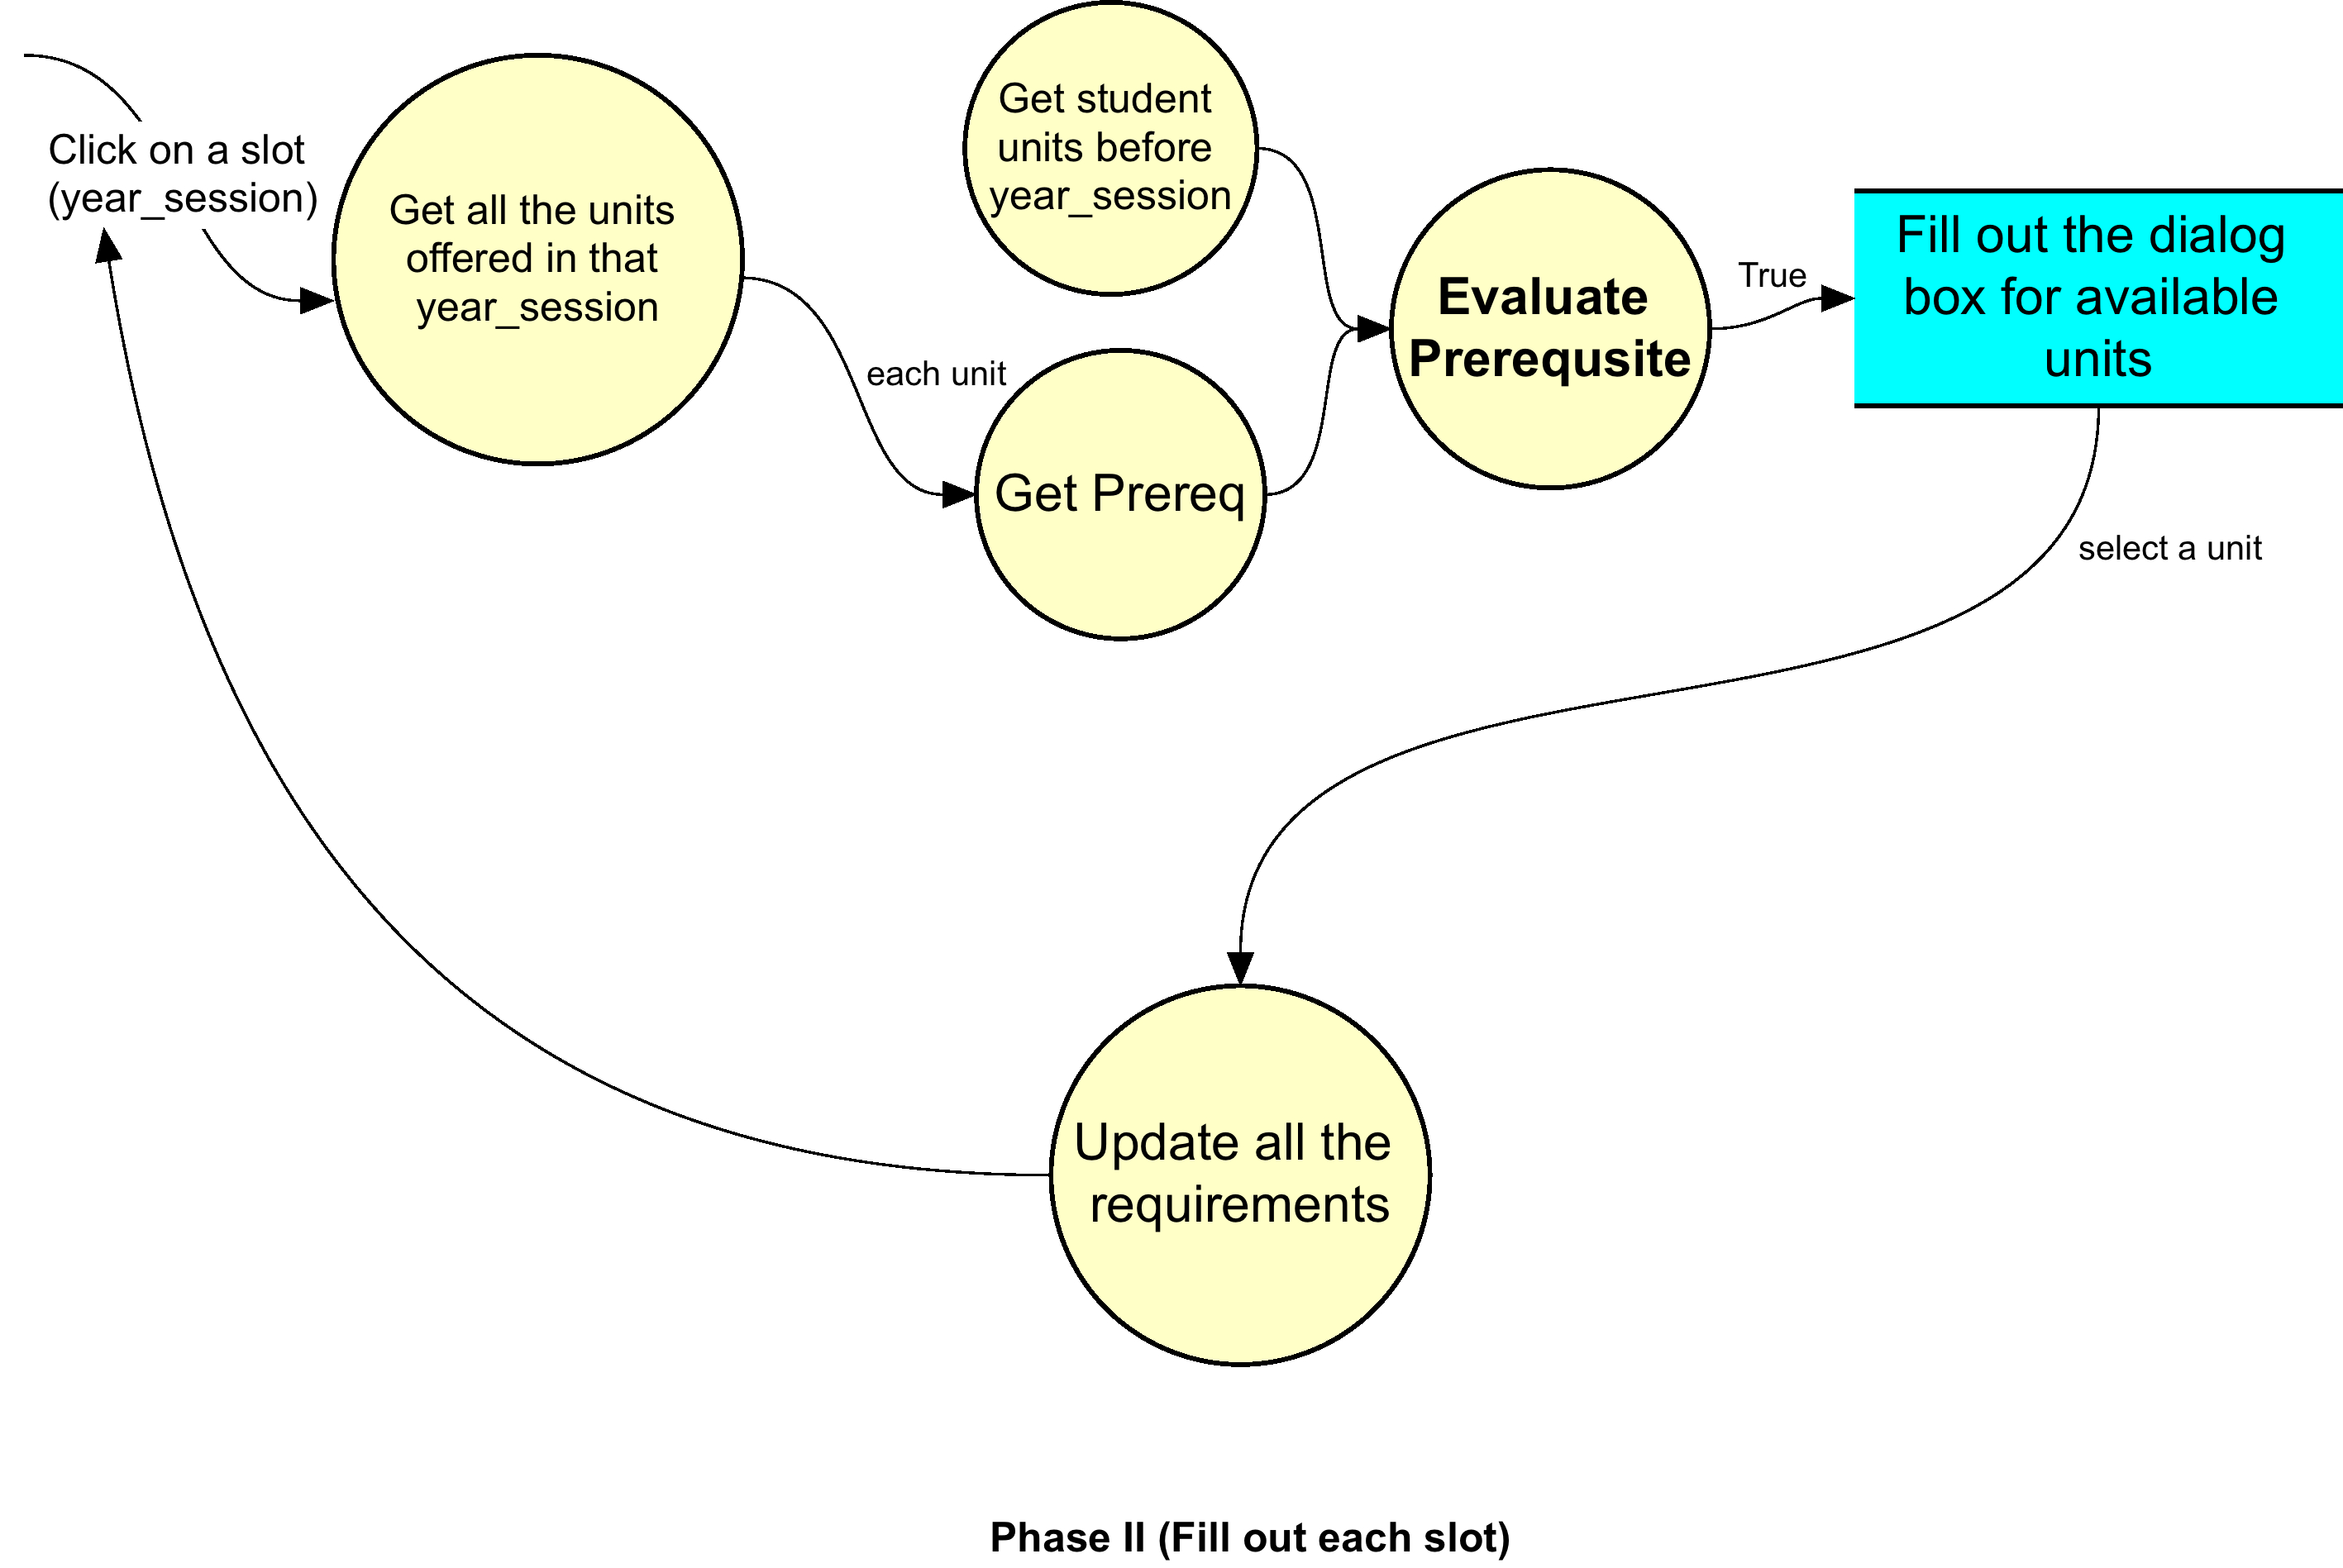 Click on a slot
(year_session)
Get all the units
offered in that
year_session
each unit
Get student
units before
year_session
Get Prereq
Evaluate
Prerequsite
True
Fill out the dialog
box for available
units
select a unit
Update all the
requirements
Phase II (Fill out each slot)